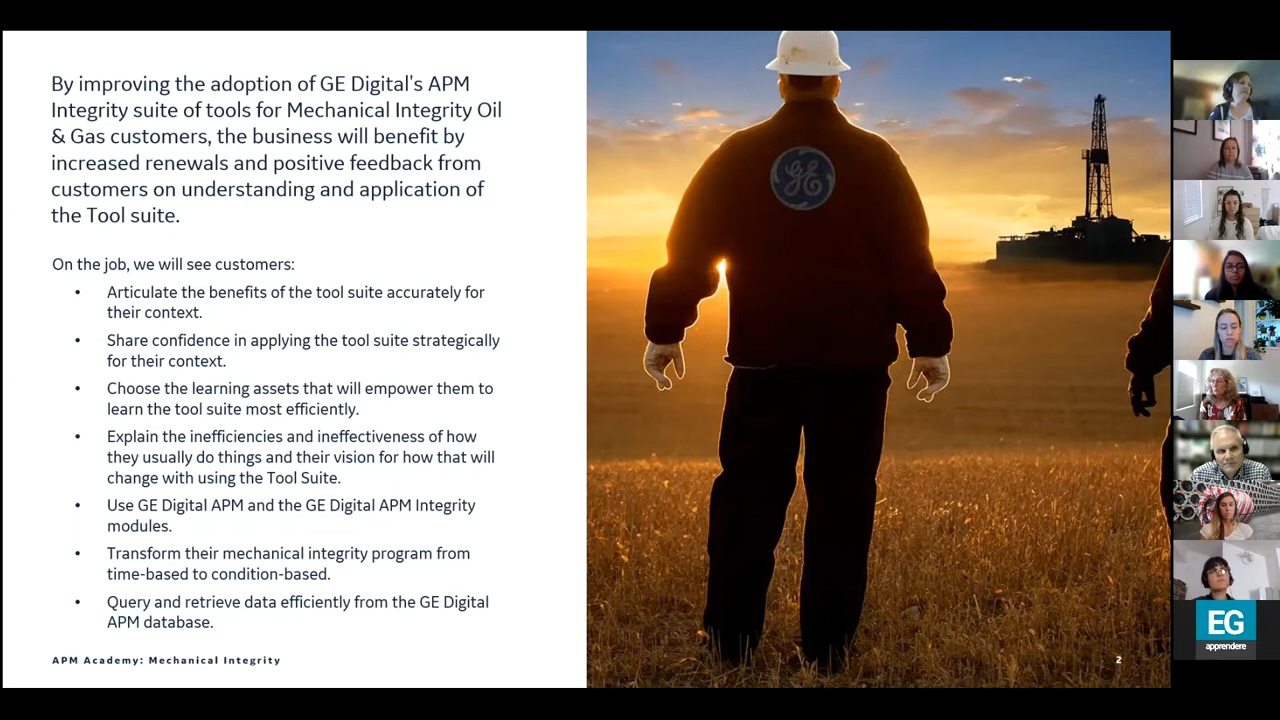 By improving the adoption of GE Digital's APM
Integrity suite of tools for Mechanical Integrity Oil
& Gas customers, the business will benefit by
increased renewals and positive feedback from
customers on understanding and application of
the Tool suite.
On the job, we will see customers:
• Articulate the benefits of the tool suite accurately for
their context.
• Share confidence in applying the tool suite strategically
for their context.
• Choose the learning assets that will empower them to
learn the tool suite most efficiently.
• Explain the inefficiencies and ineffectiveness of how
they usually do things and their vision for how that will
change with using the Tool Suite.
• Use GE Digital APM and the GE Digital APM Integrity
modules.
• Transform their mechanical integrity program from
time-based to condition-based.
• Query and retrieve data efficiently from the GE Digital
APM database.
APM Academy: Mechanical Integrity
GE
2
EG
apprendere